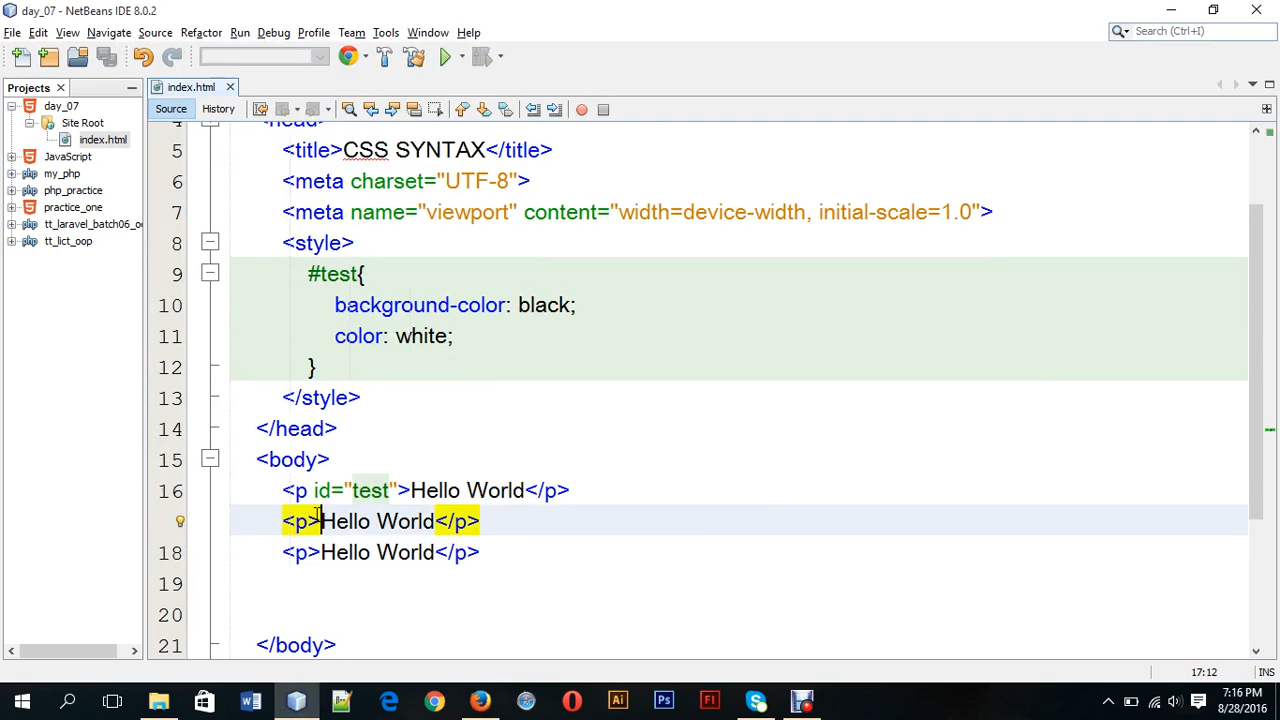 day_07 - NetBeans IDE 8.0.2
File Edit View Navigate Source Refactor Run Debug Profile Team Tools Window Help
Search (Ctrl+I)
Projects
index.html
day_07
Source History
Site Root
index.html
JavaScript
my_php
php_practice
practice_one
tt_laravel_batch06_oo
tt_lict_oop
4 <head>
5 <title>CSS SYNTAX</title>
6 <meta charset="UTF-8">
7 <meta name="viewport" content="width=device-width, initial-scale=1.0">
8 <style>
9 #test{
10 background-color: black;
11 color: white;
12 }
13 </style>
14 </head>
15 <body>
16 <p id="test">Hello World</p>
<p>Hello World</p>
18 <p>Hello World</p>
19
20
21 </body>
17:12 INS
7:16 PM
8/28/2016